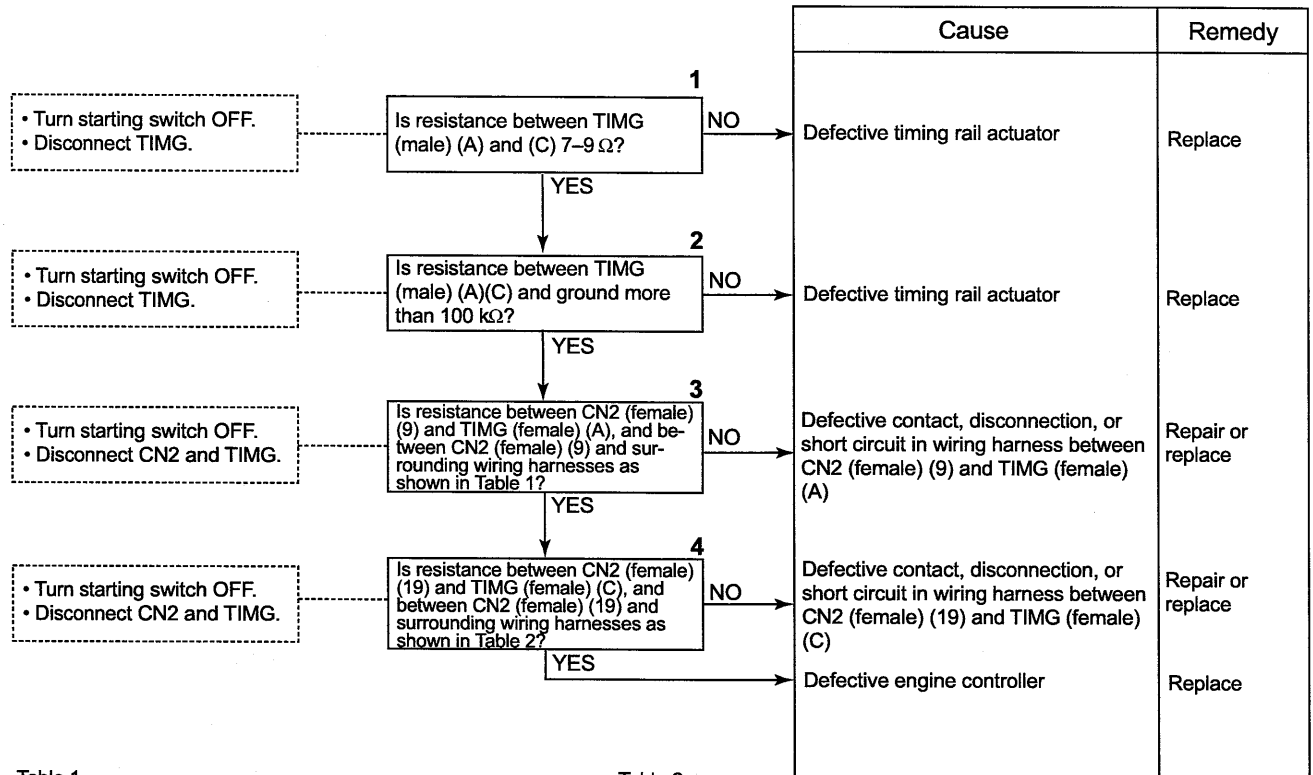 Cause
Remedy
1
• Turn starting switch OFF.
• Disconnect TIMG.
Is resistance between TIMG
(male) (A) and (C) 7–9 Ω?
NO
Defective timing rail actuator
Replace
YES
2
• Turn starting switch OFF.
• Disconnect TIMG.
Is resistance between TIMG
(male) (A)(C) and ground more
than 100 kΩ?
NO
Defective timing rail actuator
Replace
YES
3
• Turn starting switch OFF.
• Disconnect CN2 and TIMG.
Is resistance between CN2 (female)
(9) and TIMG (female) (A), and be-
tween CN2 (female) (9) and sur-
rounding wiring harnesses as
shown in Table 1?
NO
Defective contact, disconnection, or
short circuit in wiring harness between
CN2 (female) (9) and TIMG (female)
(A)
Repair or
replace
YES
4
• Turn starting switch OFF.
• Disconnect CN2 and TIMG.
Is resistance between CN2 (female)
(19) and TIMG (female) (C), and
between CN2 (female) (19) and
surrounding wiring harnesses as
shown in Table 2?
NO
Defective contact, disconnection, or
short circuit in wiring harness between
CN2 (female) (19) and TIMG (female)
(C)
Repair or
replace
YES
Defective engine controller
Replace
Table 1
Table 2